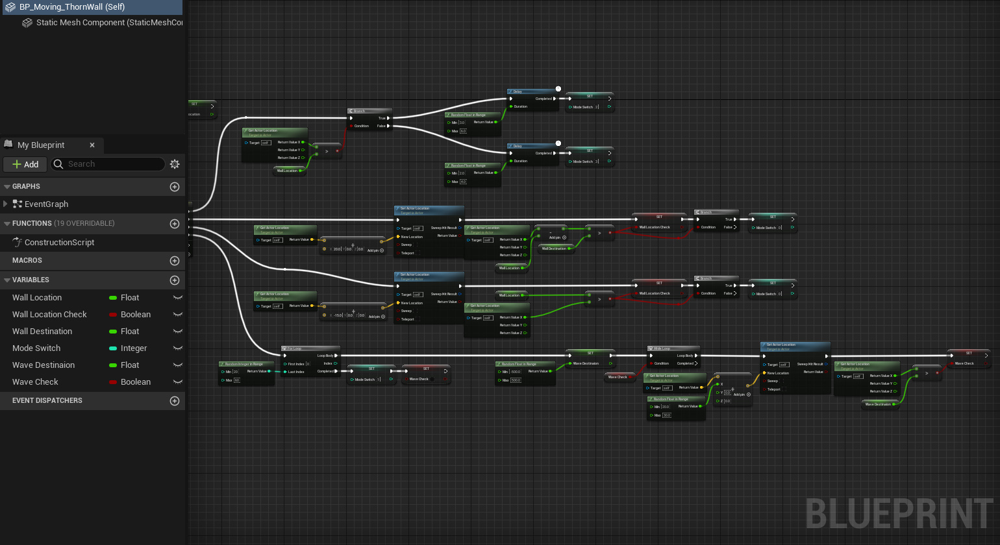 BP_Moving_ThornWall (Self)
Static Mesh Component (StaticMeshCor
My Blueprint
Add
Search
GRAPHS
EventGraph
FUNCTIONS (19 OVERRIDABLE)
ConstructionScript
MACROS
VARIABLES
Wall Location Float
Wall Location Check Boolean
Wall Destination Float
Mode Switch Integer
Wave Destinaion Float
Wave Check Boolean
EVENT DISPATCHERS
SET
ocation
Get Actor Location
Target is Actor
Target self
Return Value X
Return Value Y
Return Value Z
Wall Location
>
Branch
True
Condition False
Delay
Completed
Duration
SET
Mode Switch 2
Random Float in Range
Min 3.0 Return Value
Max 6.0
Delay
Completed
Duration
SET
Mode Switch 3
Random Float in Range
Min 2.0 Return Value
Max 4.0
Get Actor Location
Target is Actor
Target self Return Value
X 20.0 Y 0.0 Z 0.0 Add pin
Set Actor Location
Target is Actor
Target self Sweep Hit Result
New Location Return Value
Sweep
Teleport
Get Actor Location
Target is Actor
Target self Return Value X
Return Value Y
Return Value Z
Wall Location
Add pin
Wall Destination
>
SET
Wall Location Check
Branch
True
Condition False
SET
Mode Switch 0
Get Actor Location
Target is Actor
Target self Return Value
X -15.0 Y 0.0 Z 0.0 Add pin
Set Actor Location
Target is Actor
Target self Sweep Hit Result
New Location Return Value
Sweep
Teleport
Wall Location
Get Actor Location
Target is Actor
Target self Return Value X
Return Value Y
Return Value Z
>
SET
Wall Location Check
Branch
True
Condition False
SET
Mode Switch 0
Random Integer in Range
Min 20 Return Value
Max 60
For Loop
Loop Body
First Index 0 Index
Last Index Completed
SET
Mode Switch 1
SET
Wave Check
Random Float in Range
Min -500.0 Return Value
Max 500.0
SET
Wave Destinaion
Wave Check
While Loop
Loop Body
Condition Completed
Get Actor Location
Target is Actor
Target self Return Value
Random Float in Range
Min 20.0 Return Value
Max 30.0
X
Y 0.0 Add pin
Z 0.0
Set Actor Location
Target is Actor
Target self Sweep Hit Result
New Location Return Value
Sweep
Teleport
Get Actor Location
Target is Actor
Target self Return Value X
Return Value Y
Return Value Z
Wave Destinaion
>
SET
Wave Check
BLUEPRINT